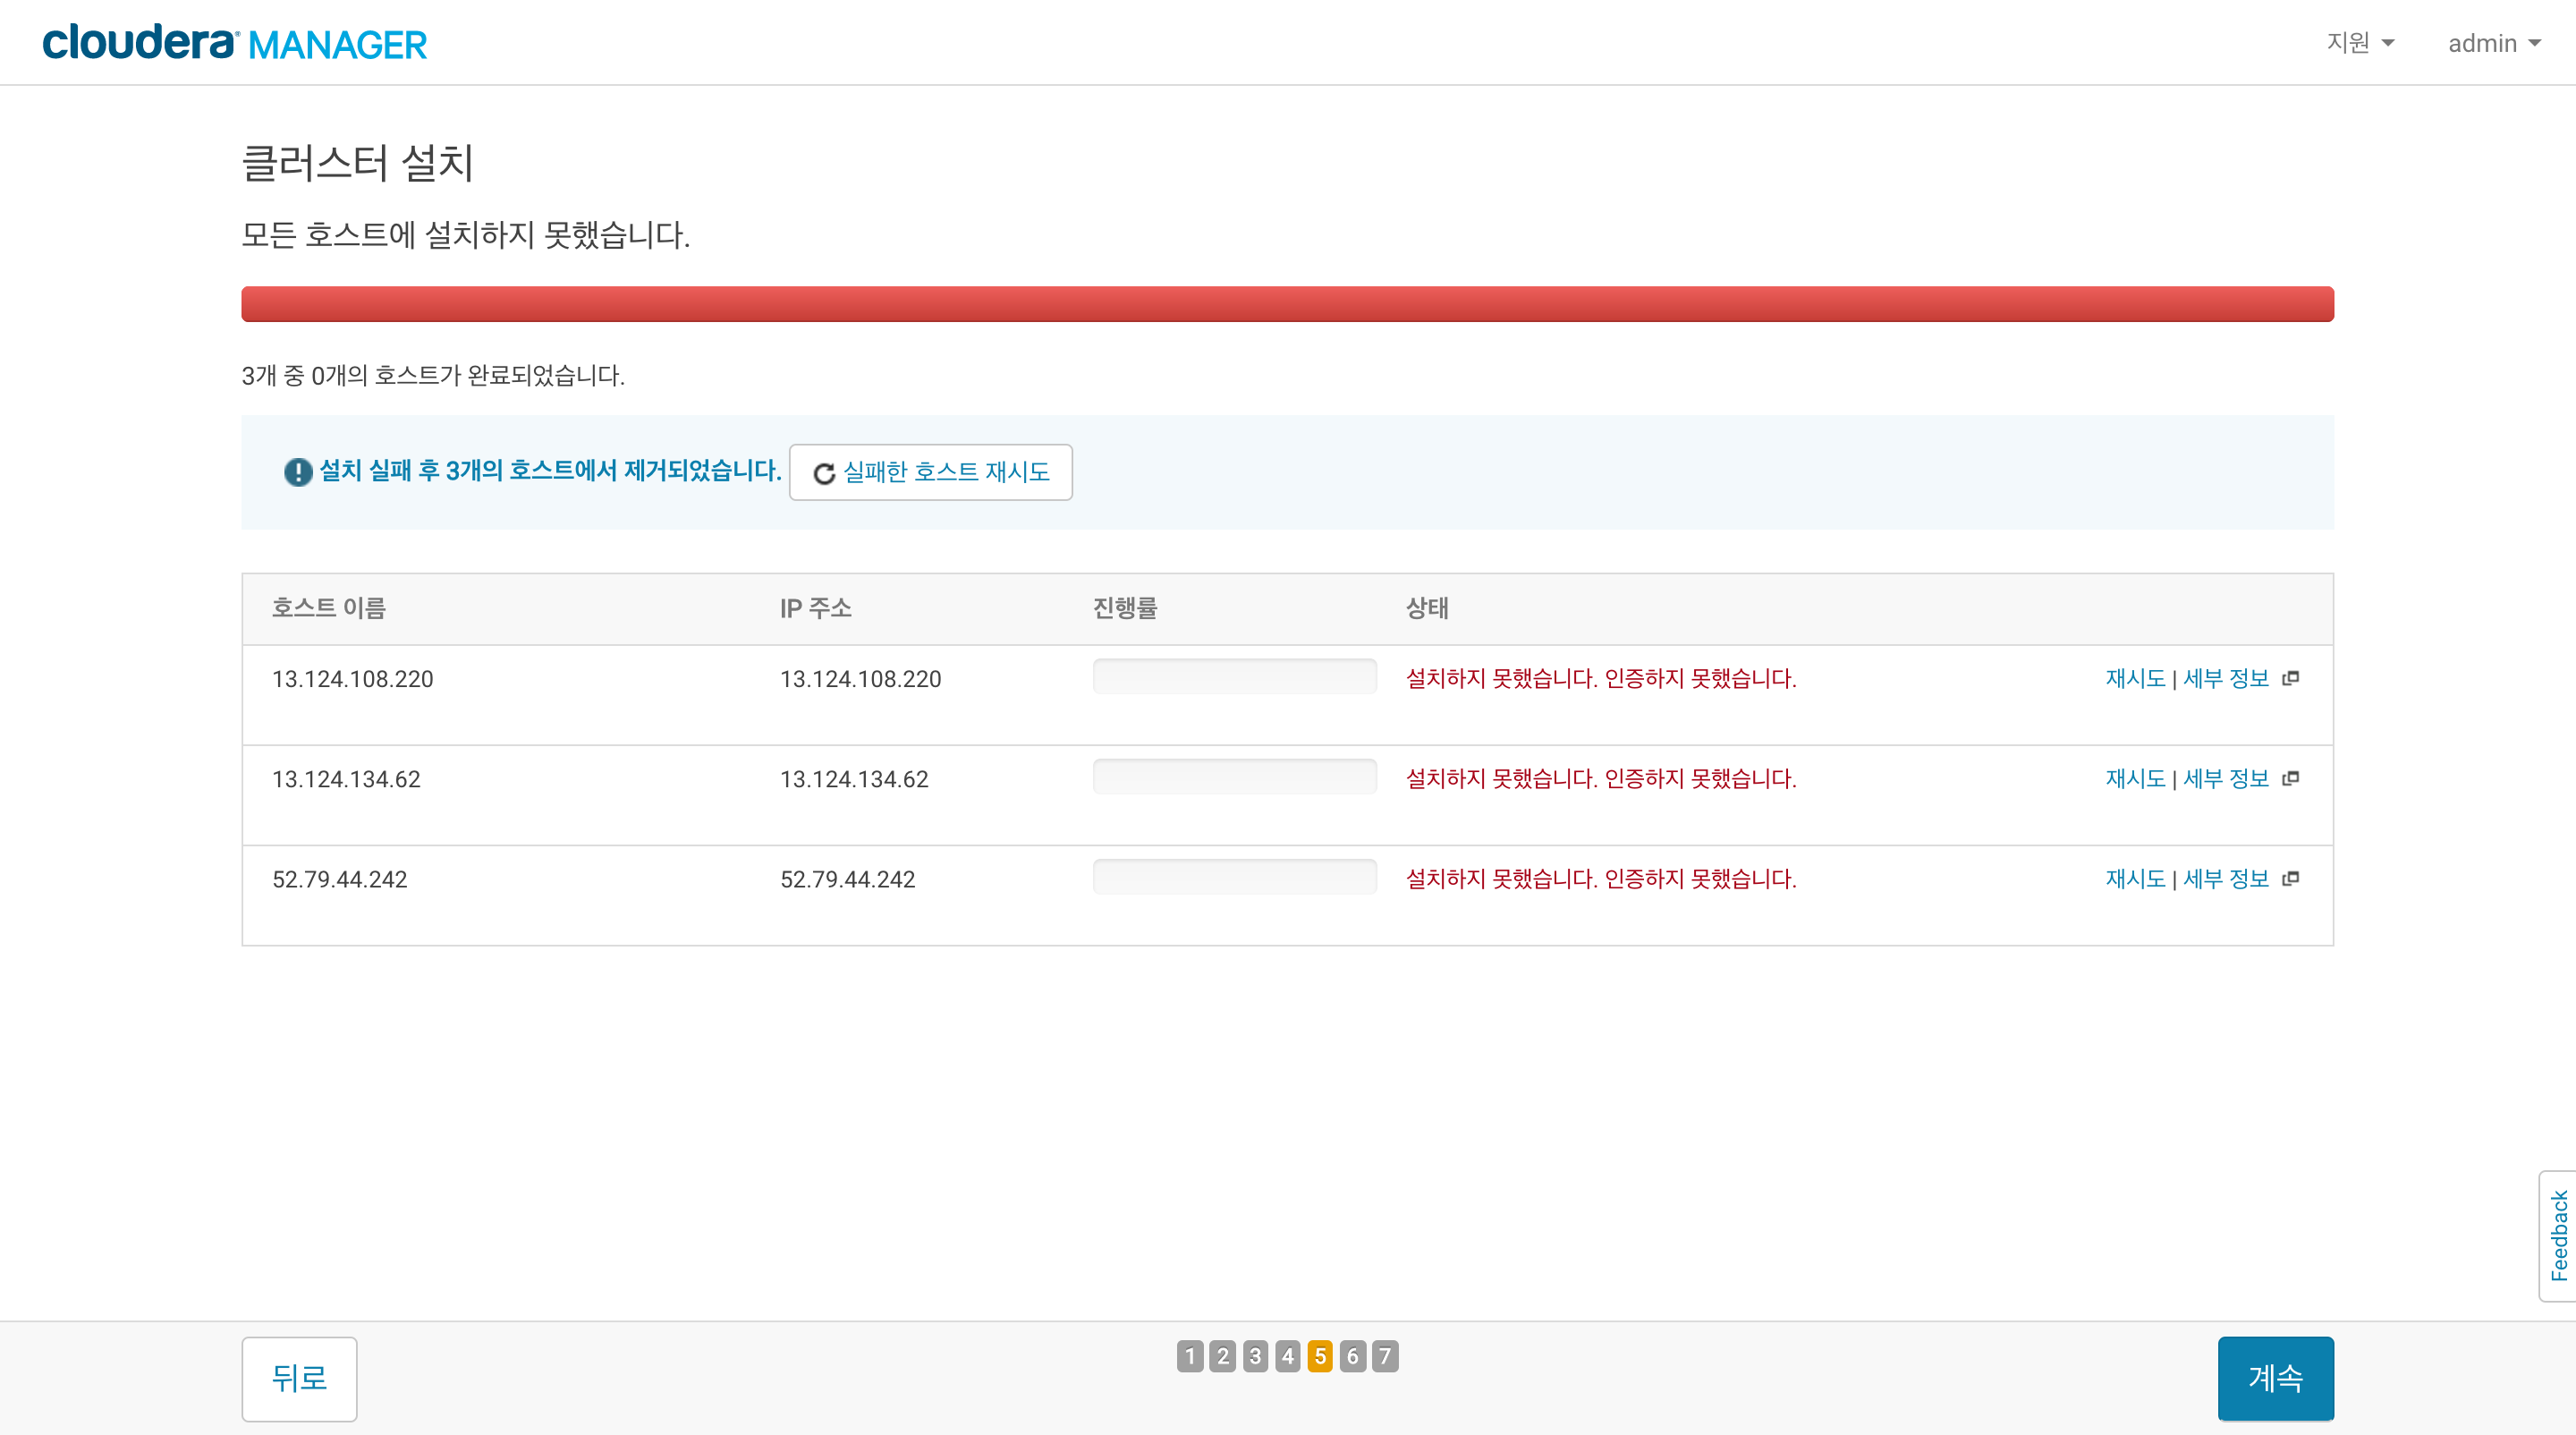 cloudera MANAGER 지원 admin
클러스터 설치
모든 호스트에 설치하지 못했습니다.
3개 중 0개의 호스트가 완료되었습니다.
설치 실패 후 3개의 호스트에서 제거되었습니다. 실패한 호스트 재시도
호스트 이름 IP 주소 진행률 상태
13.124.108.220 13.124.108.220 설치하지 못했습니다. 인증하지 못했습니다. 재시도 | 세부 정보
13.124.134.62 13.124.134.62 설치하지 못했습니다. 인증하지 못했습니다. 재시도 | 세부 정보
52.79.44.242 52.79.44.242 설치하지 못했습니다. 인증하지 못했습니다. 재시도 | 세부 정보
Feedback
뒤로 1 2 3 4 5 6 7 계속